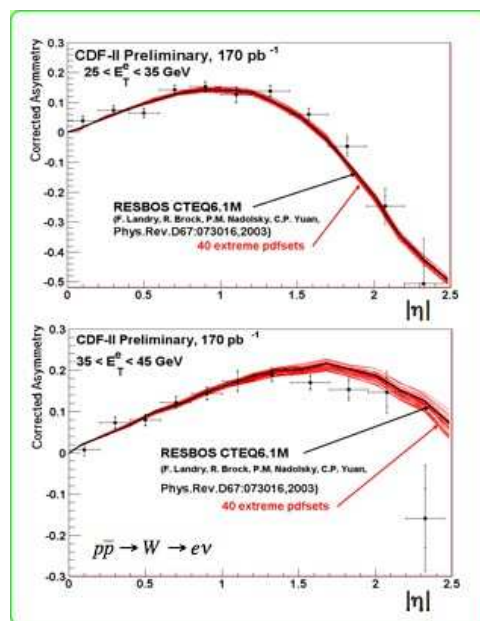 CDF-II Preliminary, 170 pb⁻¹
25 < E_T^e < 35 GeV
Corrected Asymmetry
0.3
0.2
0.1
0
-0.1
-0.2
-0.3
-0.4
-0.5
RESBOS CTEQ6.1M
(F. Landry, R. Brock, P.M. Nadolsky, C.P. Yuan,
Phys.Rev.D67:073016,2003)
40 extreme pdfsets
0 0.5 1 1.5 2 2.5
|η|
CDF-II Preliminary, 170 pb⁻¹
35 < E_T^e < 45 GeV
Corrected Asymmetry
0.3
0.2
0.1
0
-0.1
-0.2
-0.3
RESBOS CTEQ6.1M
(F. Landry, R. Brock, P.M. Nadolsky, C.P. Yuan,
Phys.Rev.D67:073016,2003)
40 extreme pdfsets
pp̄ → W → eν
0 0.5 1 1.5 2 2.5
|η|